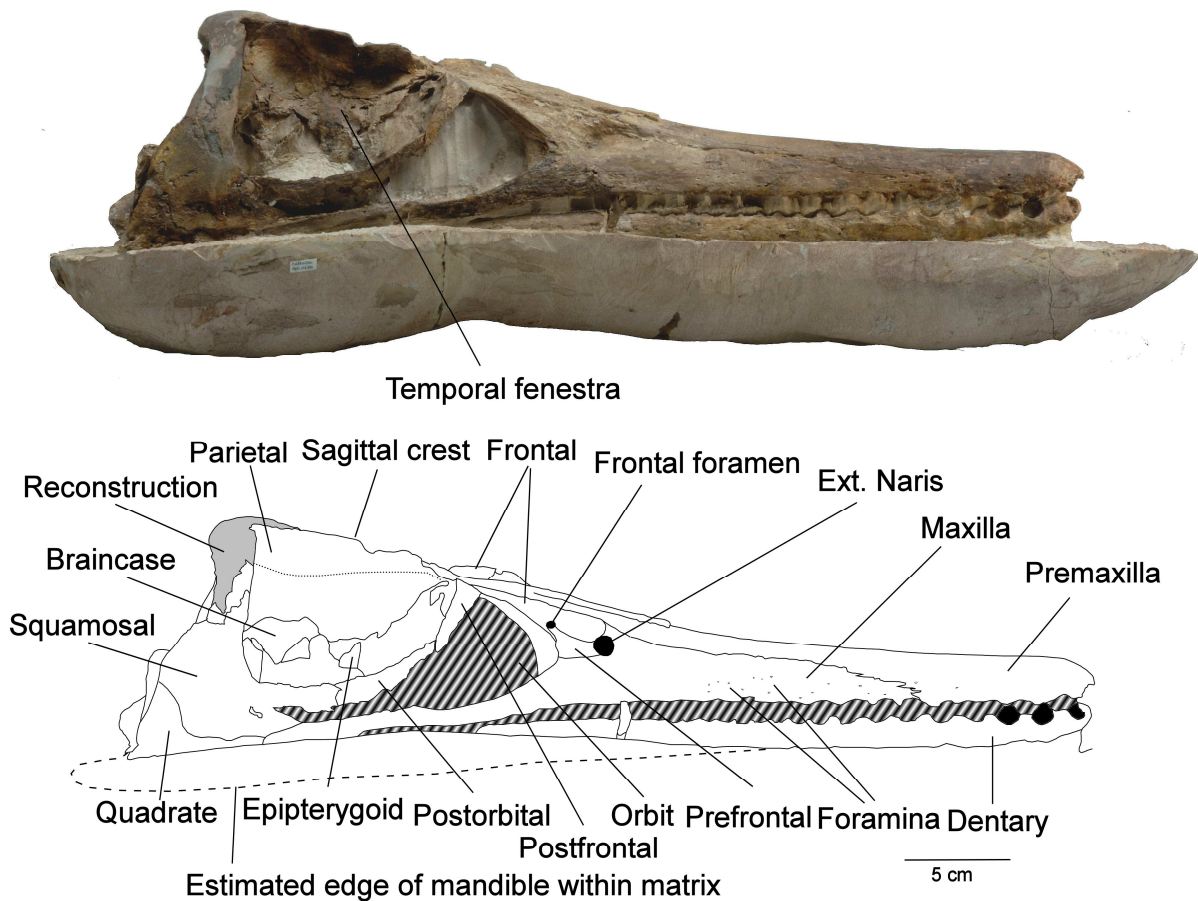 Temporal fenestra
Parietal
Sagittal crest
Frontal
Frontal foramen
Ext. Naris
Reconstruction
Maxilla
Braincase
Premaxilla
Squamosal
Quadrate
Epipterygoid
Postorbital
Orbit
Prefrontal
Foramina
Dentary
Postfrontal
Estimated edge of mandible within matrix
5 cm